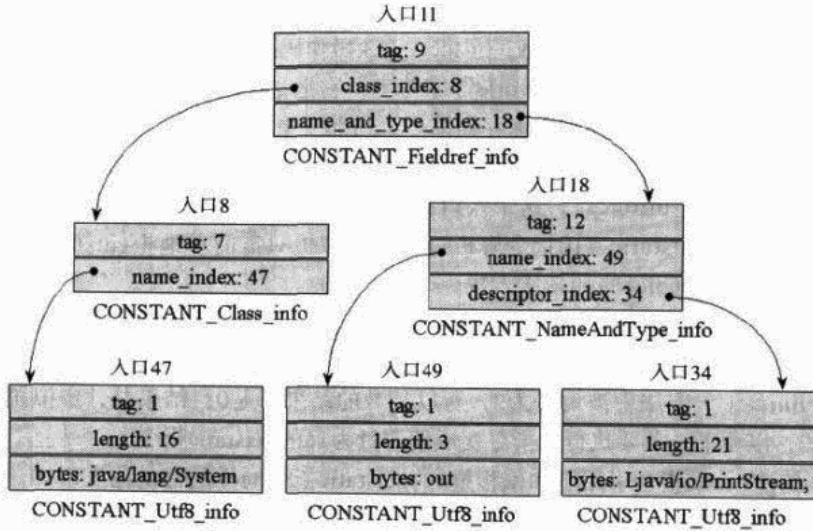 入口11
tag: 9
class_index: 8
name_and_type_index: 18
CONSTANT_Fieldref_info
入口8
tag: 7
name_index: 47
CONSTANT_Class_info
入口18
tag: 12
name_index: 49
descriptor_index: 34
CONSTANT_NameAndType_info
入口47
tag: 1
length: 16
bytes: java/lang/System
CONSTANT_Utf8_info
入口49
tag: 1
length: 3
bytes: out
CONSTANT_Utf8_info
入口34
tag: 1
length: 21
bytes: Ljava/io/PrintStream;
CONSTANT_Utf8_info